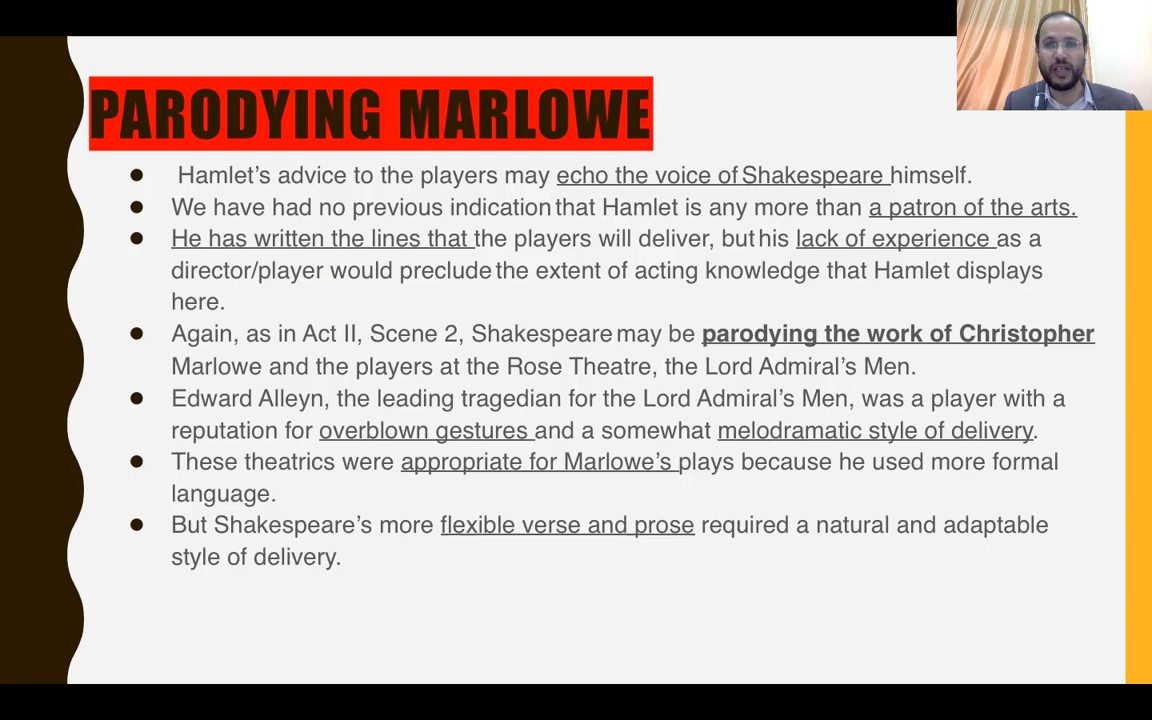 PARODYING MARLOWE
● Hamlet's advice to the players may echo the voice of Shakespeare himself.
● We have had no previous indication that Hamlet is any more than a patron of the arts.
● He has written the lines that the players will deliver, but his lack of experience as a
director/player would preclude the extent of acting knowledge that Hamlet displays
here.
● Again, as in Act II, Scene 2, Shakespeare may be parodying the work of Christopher
Marlowe and the players at the Rose Theatre, the Lord Admiral's Men.
● Edward Alleyn, the leading tragedian for the Lord Admiral's Men, was a player with a
reputation for overblown gestures and a somewhat melodramatic style of delivery.
● These theatrics were appropriate for Marlowe's plays because he used more formal
language.
● But Shakespeare's more flexible verse and prose required a natural and adaptable
style of delivery.